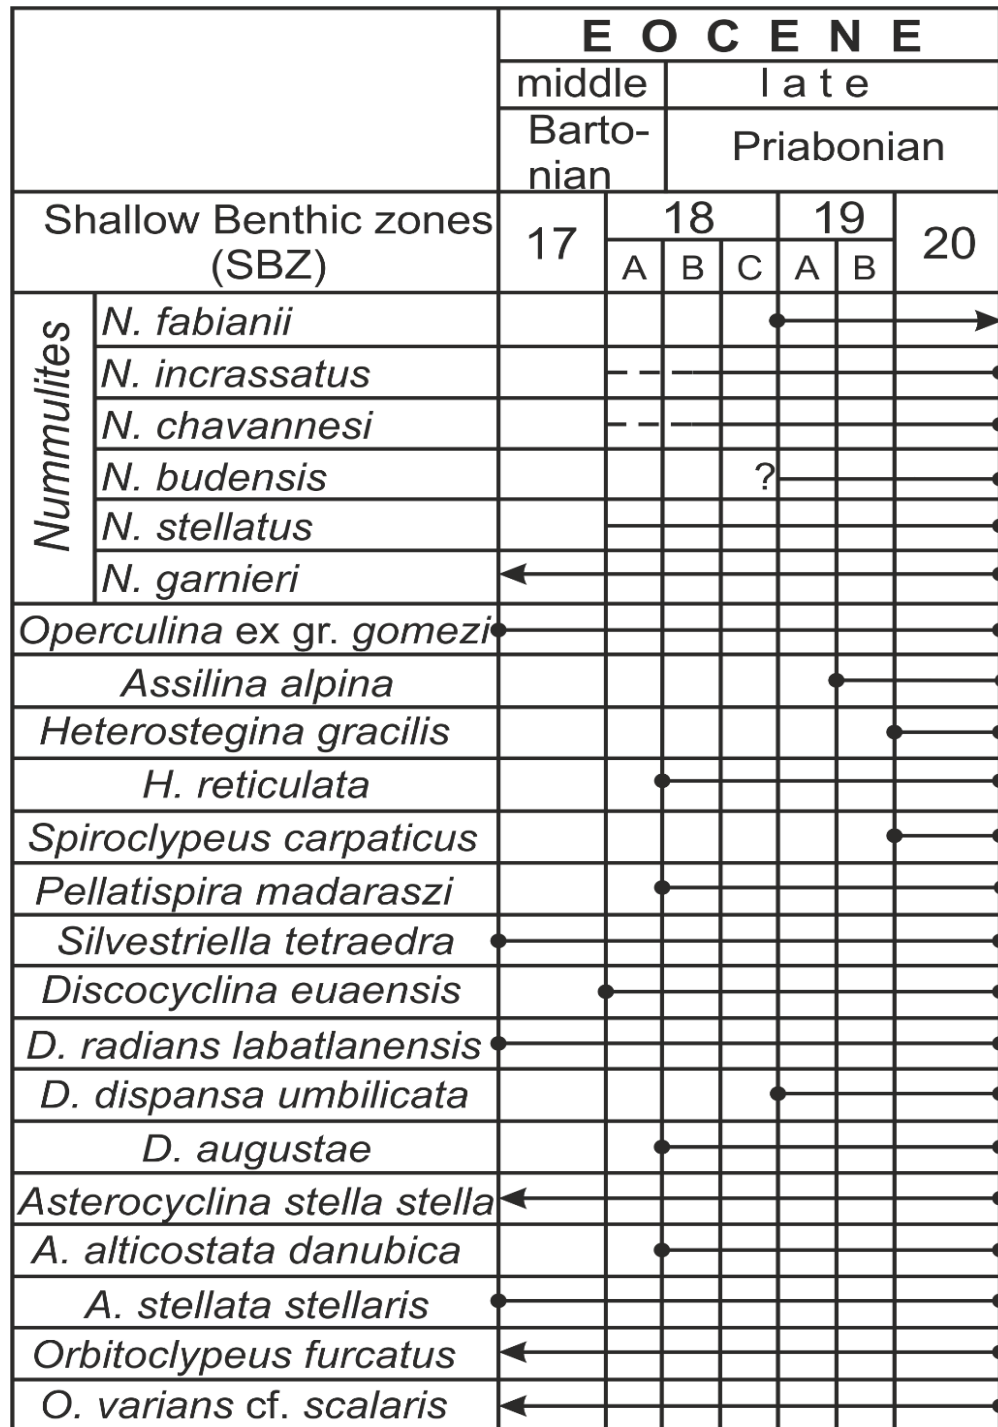 E O C E N E
middle
late
Barto-
nian
Priabonian
Shallow Benthic zones
(SBZ)
17
18
19
20
A
B
C
A
B
Nummulites
N. fabianii
N. incrassatus
N. chavannesi
N. budensis
?
N. stellatus
N. garnieri
Operculina ex gr. gomezi
Assilina alpina
Heterostegina gracilis
H. reticulata
Spiroclypeus carpaticus
Pellatispira madaraszi
Silvestriella tetraedra
Discocyclina euaensis
D. radians labatlanensis
D. dispansa umbilicata
D. augustae
Asterocyclina stella stella
A. alticostata danubica
A. stellata stellaris
Orbitoclypeus furcatus
O. varians cf. scalaris